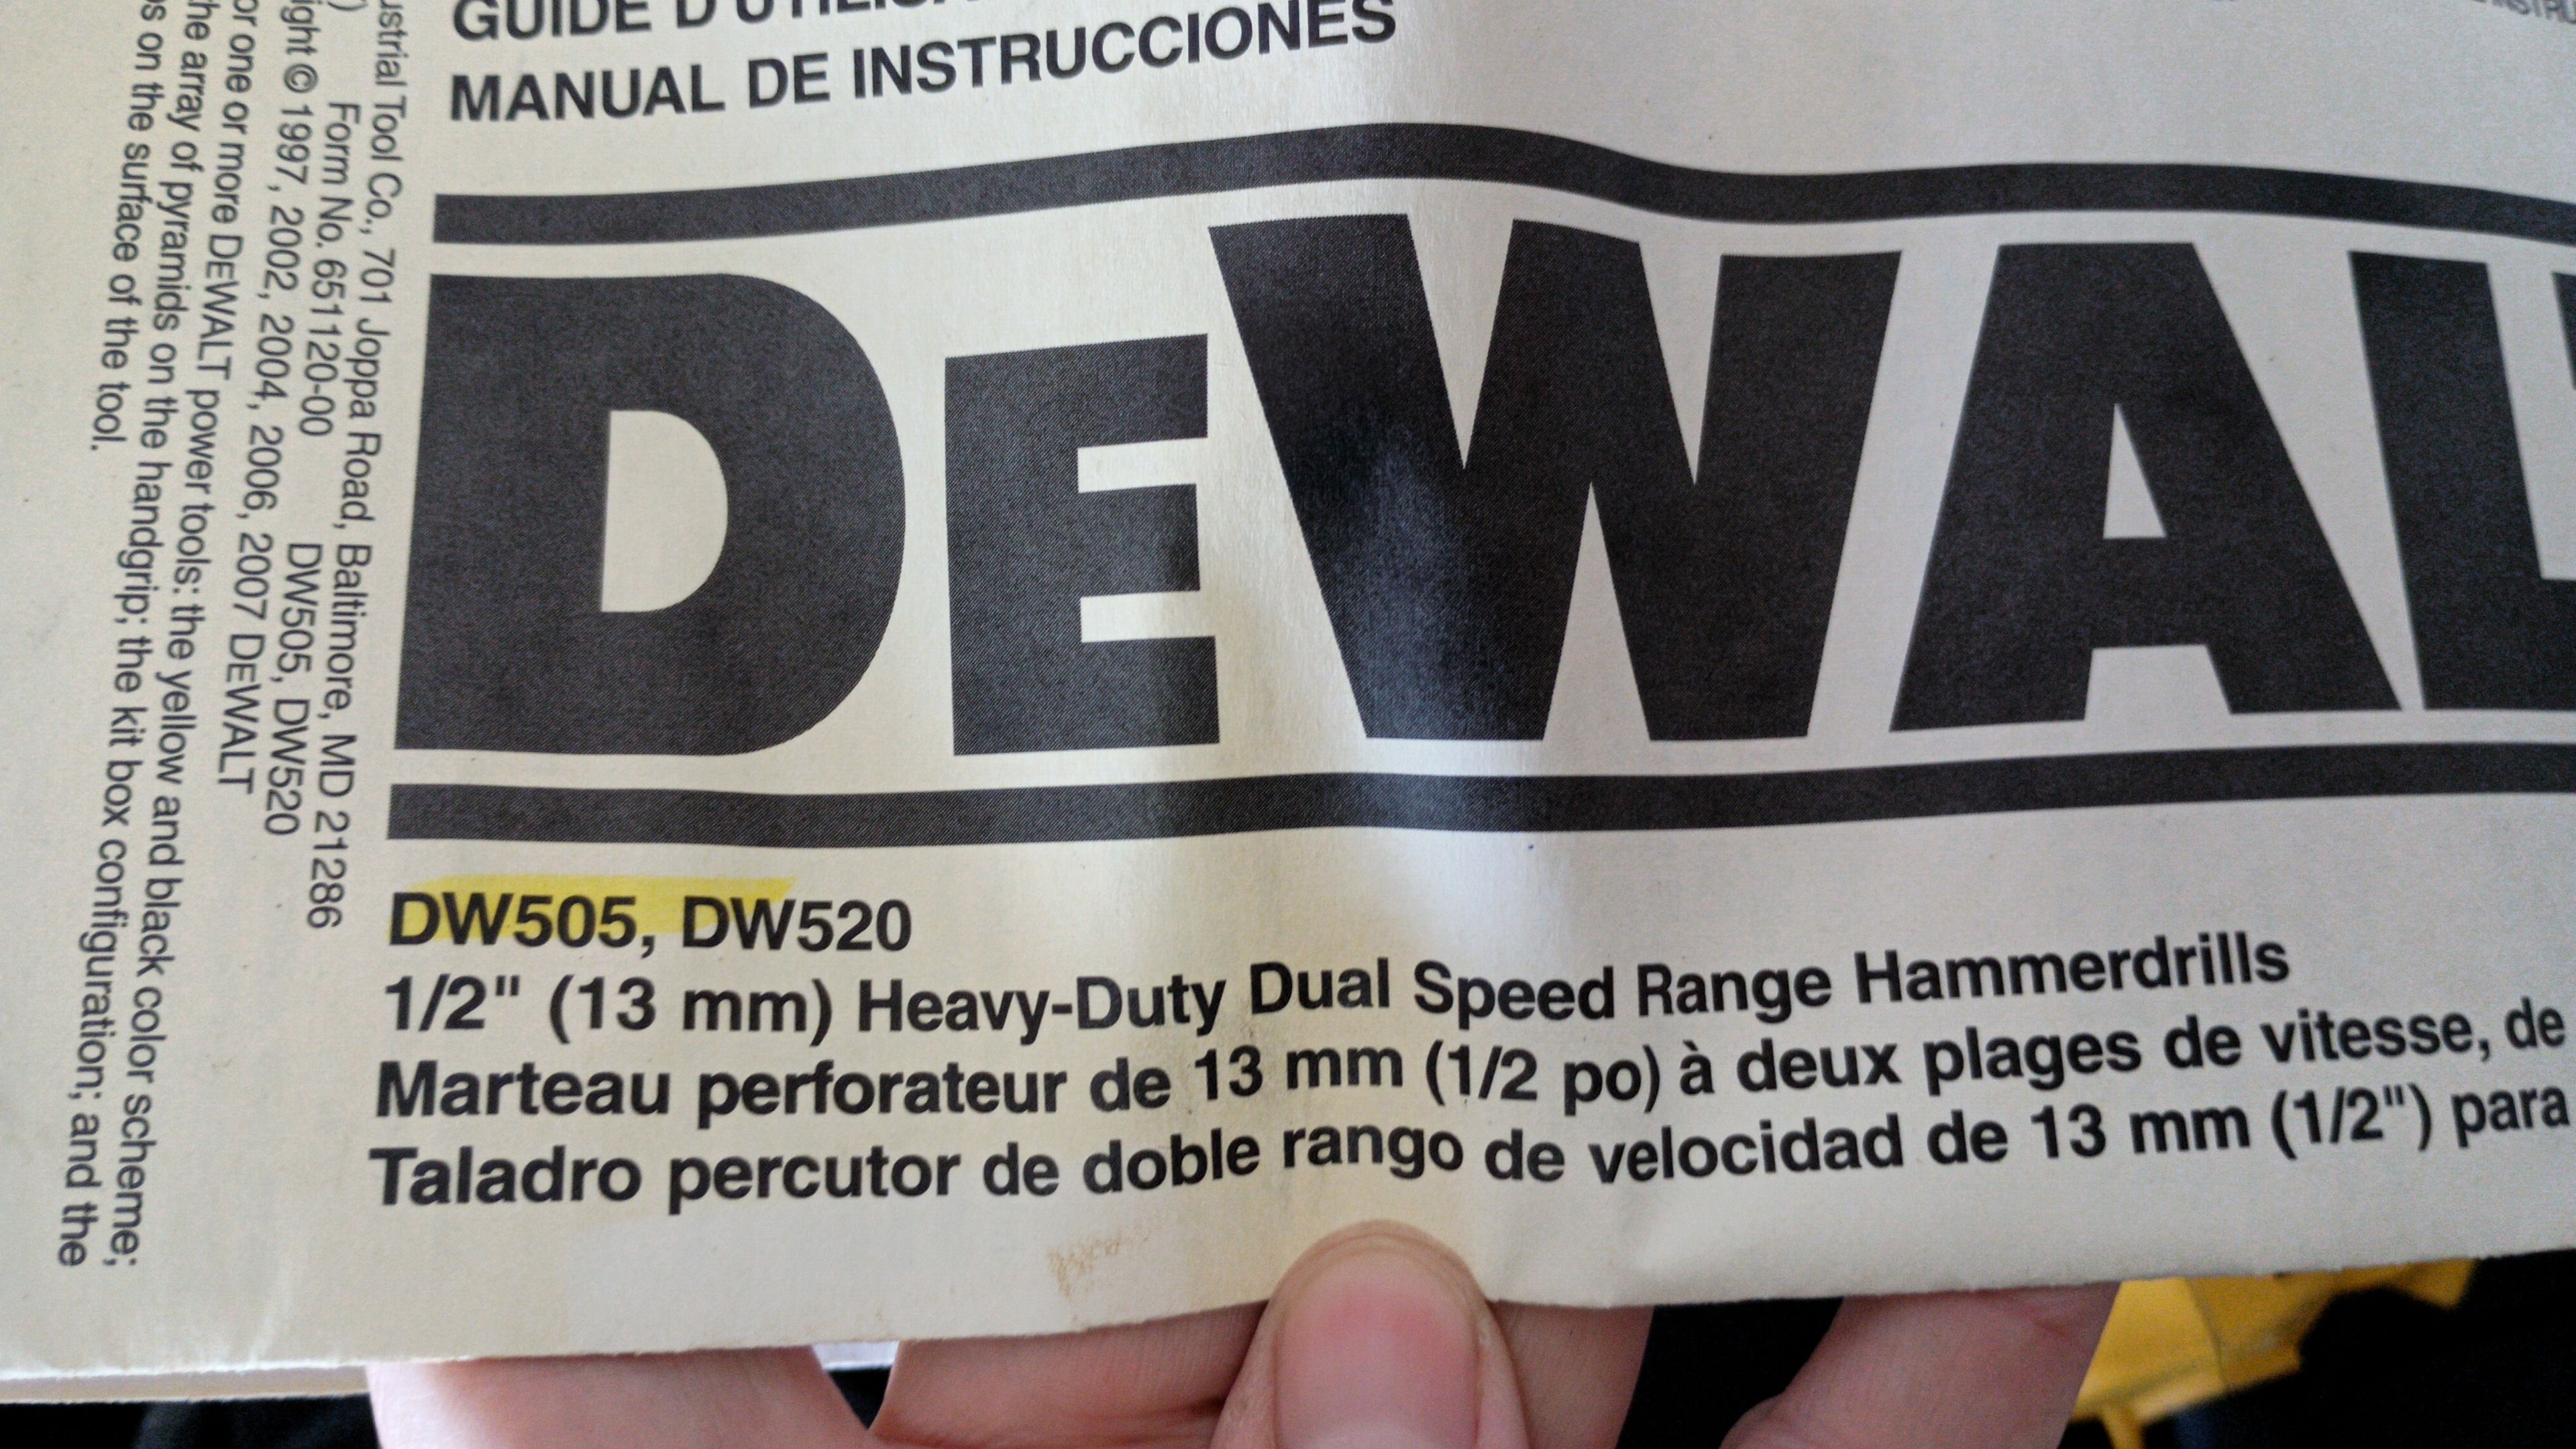 GUIDE D'UTILISA
MANUAL DE INSTRUCCIONES
DEWAL
DW505, DW520
1/2" (13 mm) Heavy-Duty Dual Speed Range Hammerdrills
Marteau perforateur de 13 mm (1/2 po) à deux plages de vitesse, de
Taladro percutor de doble rango de velocidad de 13 mm (1/2") para
ustrial Tool Co., 701 Joppa Road, Baltimore, MD 21286
) Form No. 651120-00 DW505, DW520
ight © 1997, 2002, 2004, 2006, 2007 DEWALT
or one or more DEWALT power tools: the yellow and black color scheme;
he array of pyramids on the handgrip; the kit box configuration; and the
s on the surface of the tool.